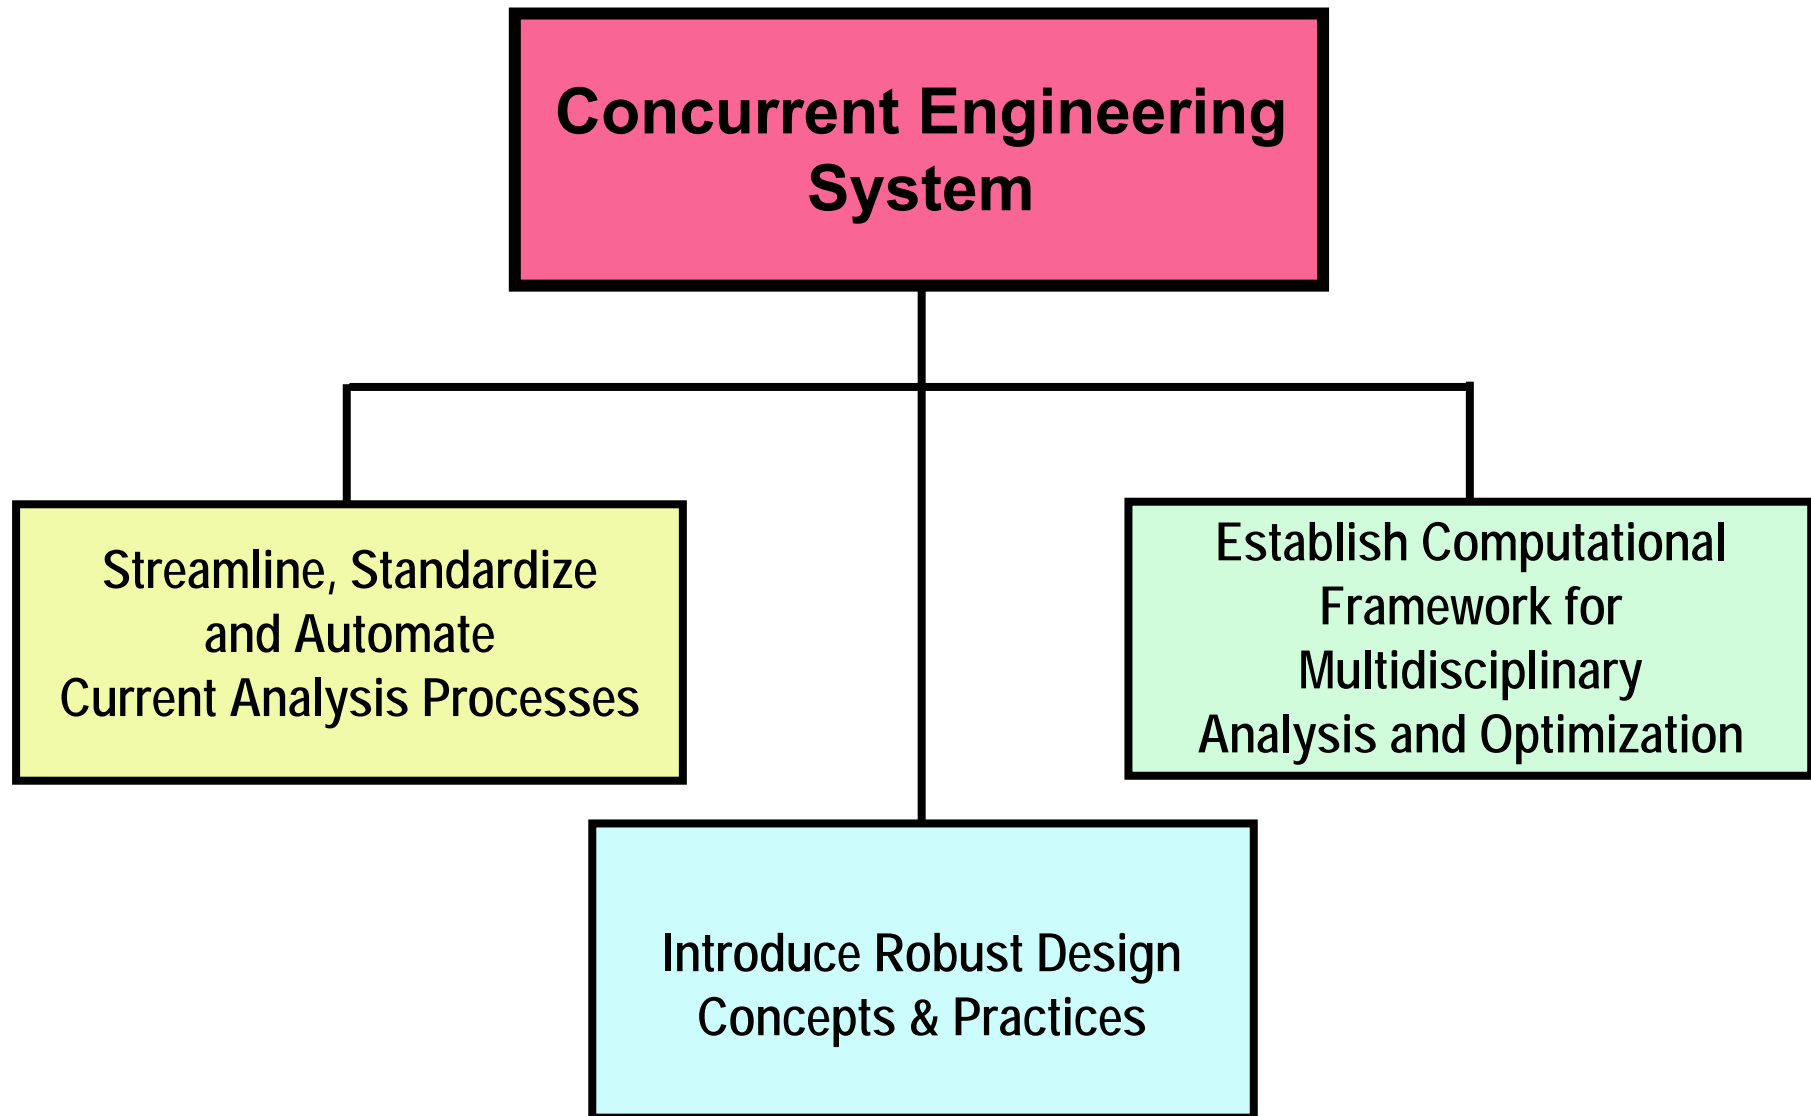 Concurrent Engineering
System
Streamline, Standardize
and Automate
Current Analysis Processes
Establish Computational
Framework for
Multidisciplinary
Analysis and Optimization
Introduce Robust Design
Concepts & Practices